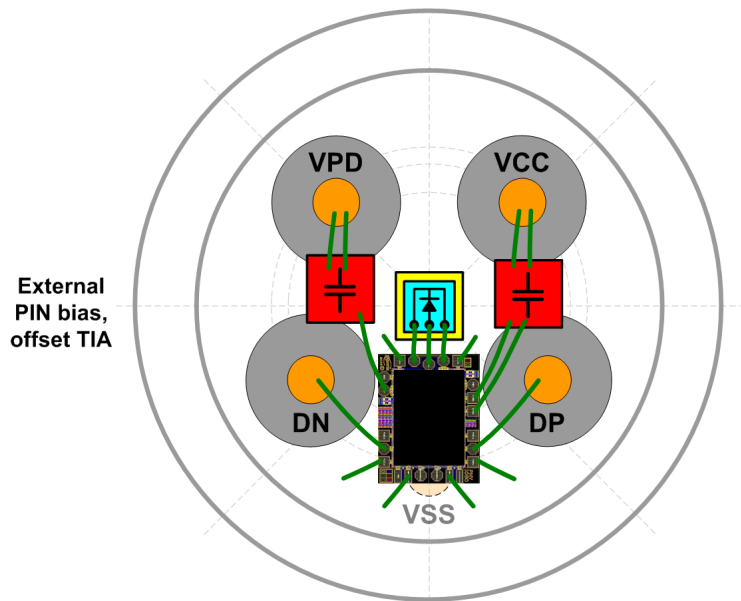 VPD
VCC
External
PIN bias,
offset TIA
DN
DP
VSS